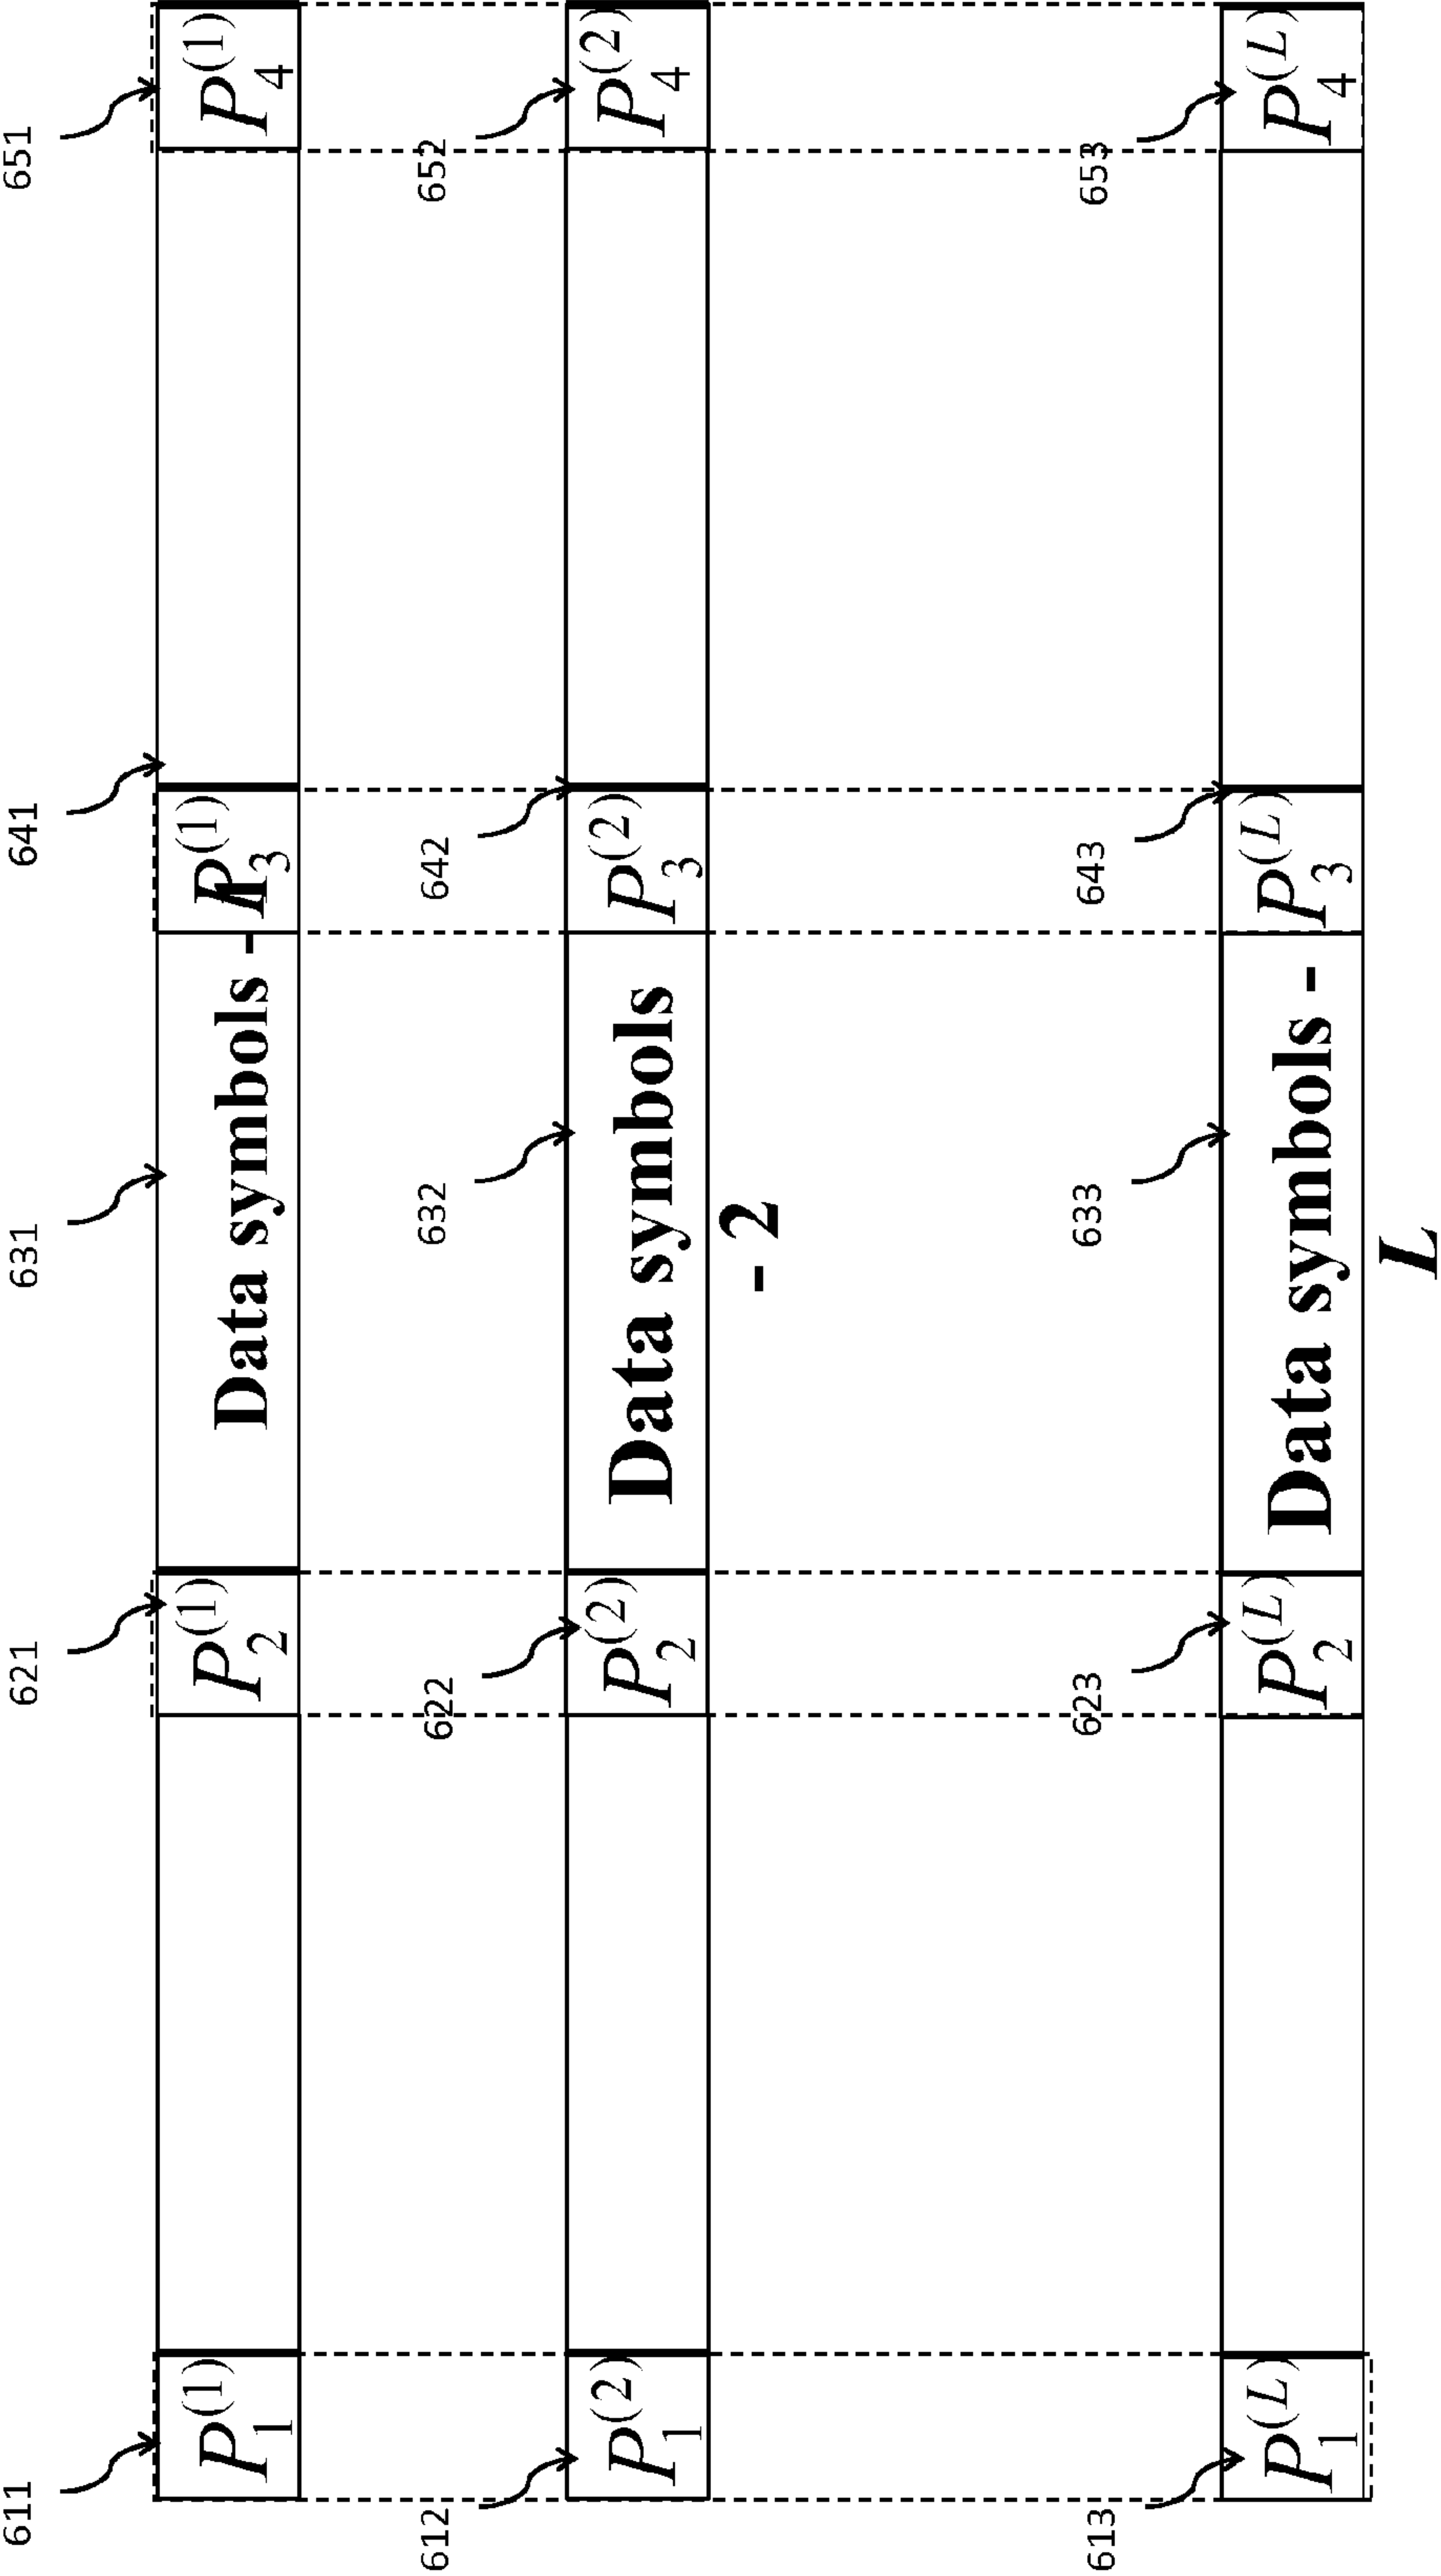 611 621 631 641 651
P_1^(1) P_2^(1) Data symbols - 1 P_3^(1) P_4^(1)
612 622 632 642 652
P_1^(2) P_2^(2) Data symbols P_3^(2) P_4^(2)
- 2
613 623 633 643 653
P_1^(L) P_2^(L) Data symbols - P_3^(L) P_4^(L)
L